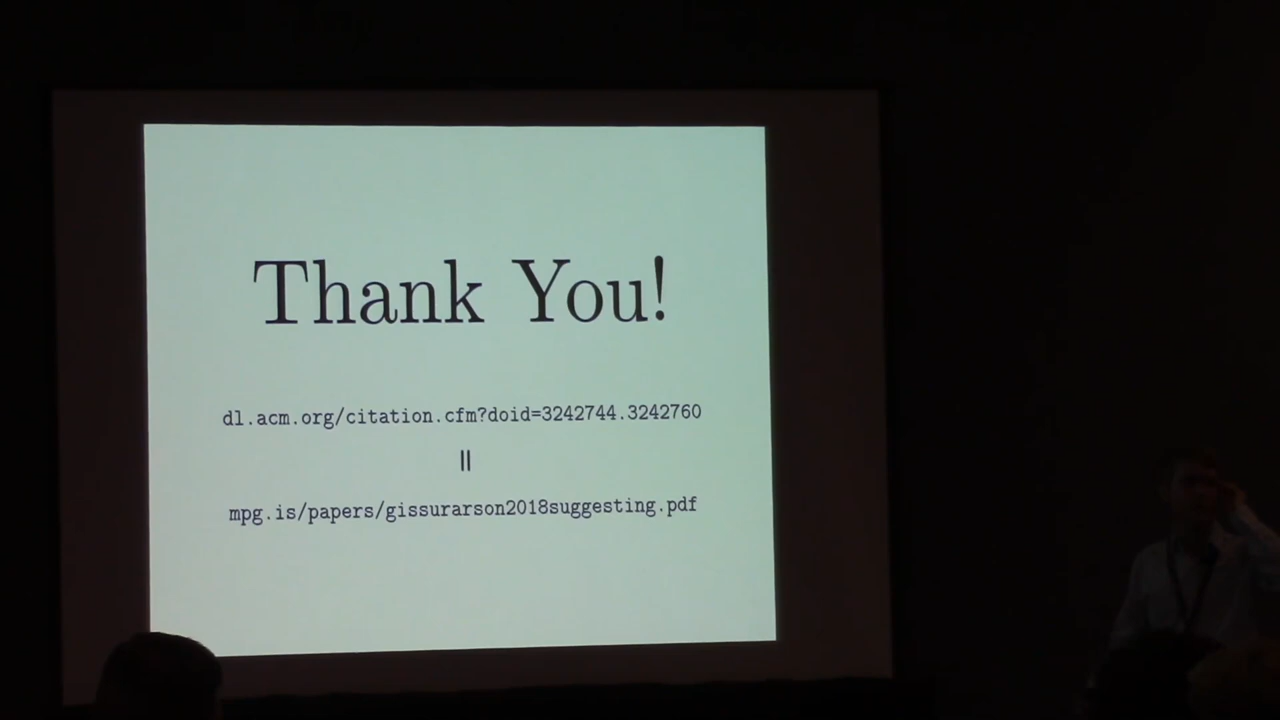 Thank You!
dl.acm.org/citation.cfm?doid=3242744.3242760
||
mpg.is/papers/gissurarson2018suggesting.pdf